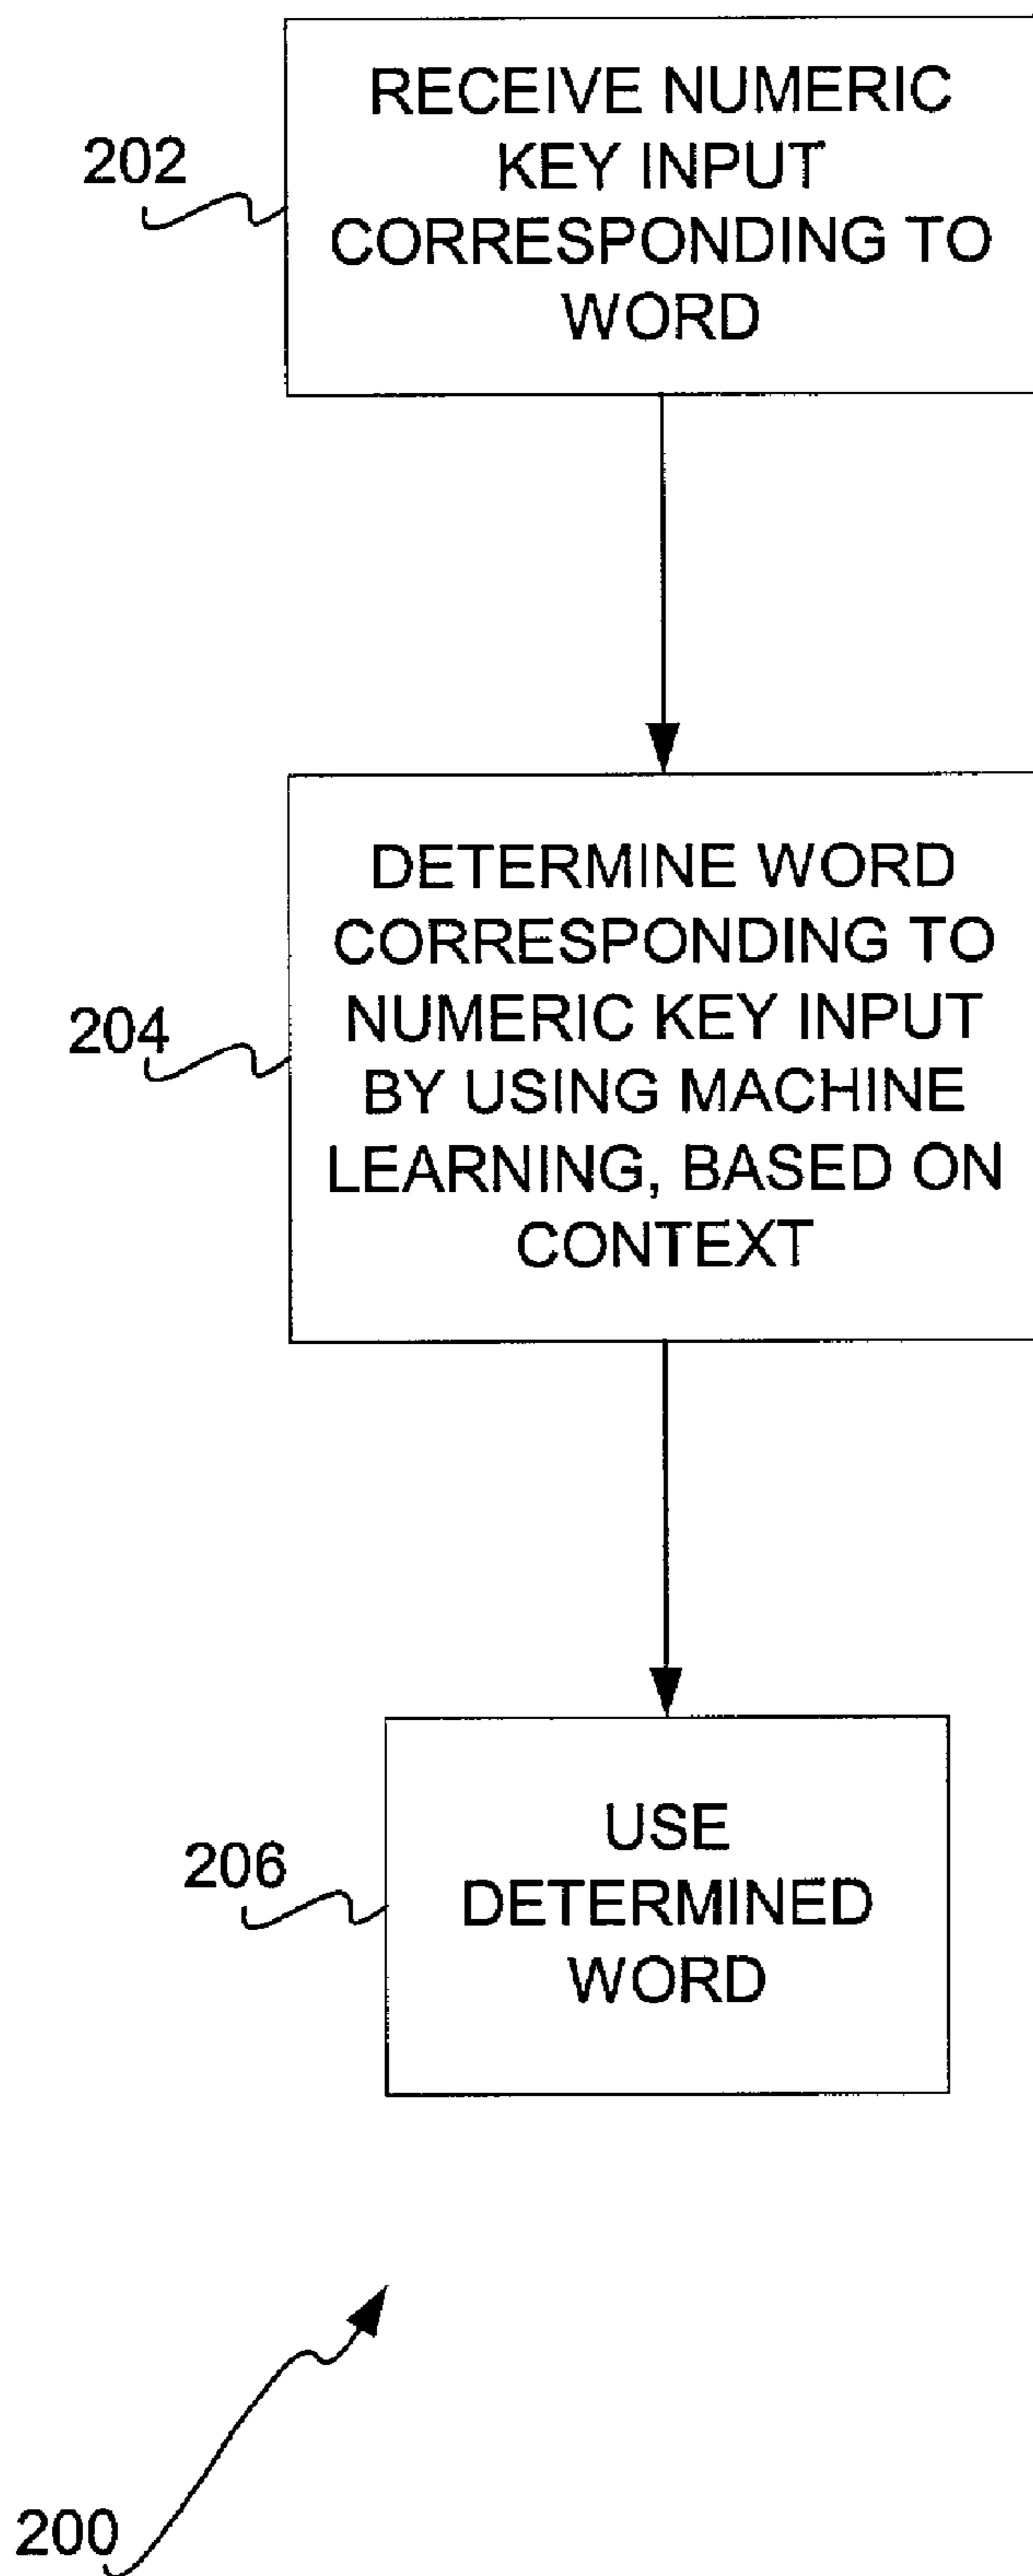 202
RECEIVE NUMERIC
KEY INPUT
CORRESPONDING TO
WORD
204
DETERMINE WORD
CORRESPONDING TO
NUMERIC KEY INPUT
BY USING MACHINE
LEARNING, BASED ON
CONTEXT
206
USE
DETERMINED
WORD
200